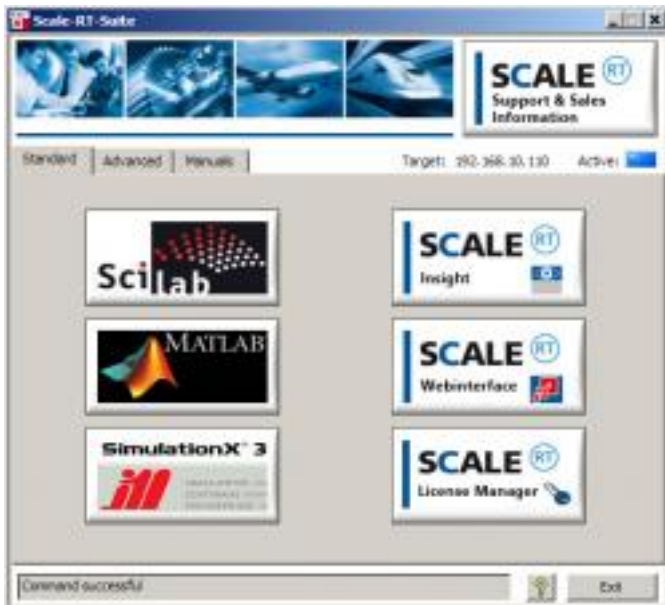 Scale-RT-Suite
SCALE RT
Support & Sales
Information
Standard
Advanced
Manuals
Target: 192.168.10.110
Active:
Scilab
SCALE RT
Insight
MATLAB
SCALE RT
Webinterface
SimulationX® 3
SCALE RT
License Manager
Command successful
Exit